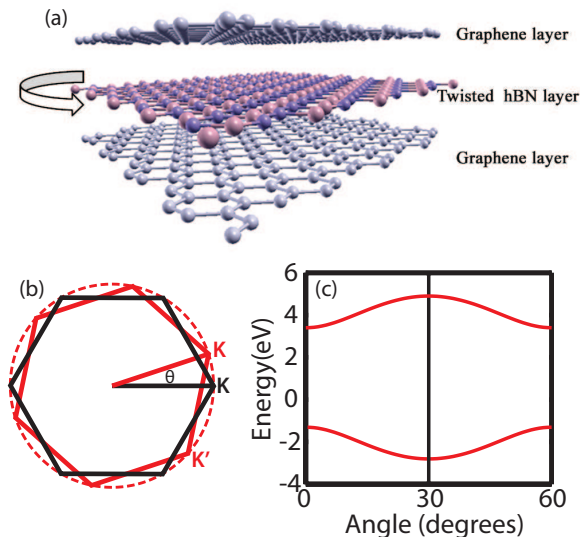 (a)
Graphene layer
Twisted hBN layer
Graphene layer
(b)
K
θ
K
K'
(c)
Energy(eV)
6
4
2
0
-2
-4
0
30
60
Angle (degrees)